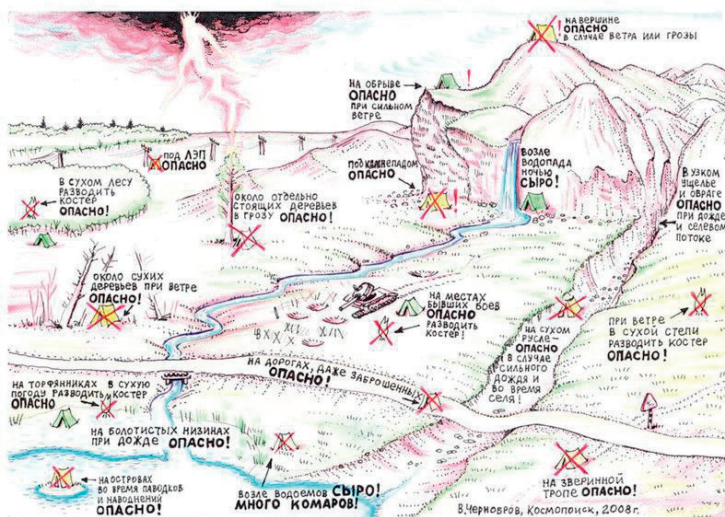 НА ВЕРШИНЕ
ОПАСНО
В СЛУЧАЕ ВЕТРА ИЛИ ГРОЗЫ
!
НА ОБРЫВЕ
ОПАСНО
ПРИ СИЛЬНОМ
ВЕТРЕ
!
ПОД ЛЭП
ОПАСНО
В СУХОМ ЛЕСУ
РАЗВОДИТЬ
КОСТЕР
ОПАСНО!
ОКОЛО ОТДЕЛЬНО
СТОЯЩИХ ДЕРЕВЬЕВ
В ГРОЗУ ОПАСНО!
ПОД КАМНЕПАДОМ
ОПАСНО
!
ВОЗЛЕ
ВОДОПАДА
НОЧЬЮ
СЫРО!
В УЗКОМ
УЩЕЛЬЕ
И ОВРАГЕ
ОПАСНО
ПРИ ДОЖДЕ
И СЕЛЕВОМ
ПОТОКЕ
ОКОЛО СУХИХ
ДЕРЕВЬЕВ ПРИ ВЕТРЕ
ОПАСНО!
НА МЕСТАХ
БЫВШИХ БОЕВ
ОПАСНО
РАЗВОДИТЬ
КОСТЕР!
НА СУХОМ
РУСЛЕ-
ОПАСНО
В СЛУЧАЕ
СИЛЬНОГО
ДОЖДЯ И
ВО ВРЕМЯ
СЕЛЯ!
ПРИ ВЕТРЕ
В СУХОЙ СТЕПИ
РАЗВОДИТЬ КОСТЕР
ОПАСНО!
НА ДОРОГАХ, ДАЖЕ ЗАБРОШЕННЫХ
ОПАСНО!
НА ТОРФЯННИКАХ В СУХУЮ
ПОГОДУ РАЗВОДИТЬ КОСТЕР
ОПАСНО
НА БОЛОТИСТЫХ НИЗИНАХ
ПРИ ДОЖДЕ ОПАСНО!
НА ОСТРОВАХ
ВО ВРЕМЯ ПАВОДКОВ
И НАВОДНЕНИЙ
ОПАСНО!
ВОЗЛЕ ВОДОЕМОВ СЫРО!
МНОГО КОМАРОВ!
НА ЗВЕРИННОЙ
ТРОПЕ ОПАСНО!
В.Чернобров, Космопоиск, 2008г.